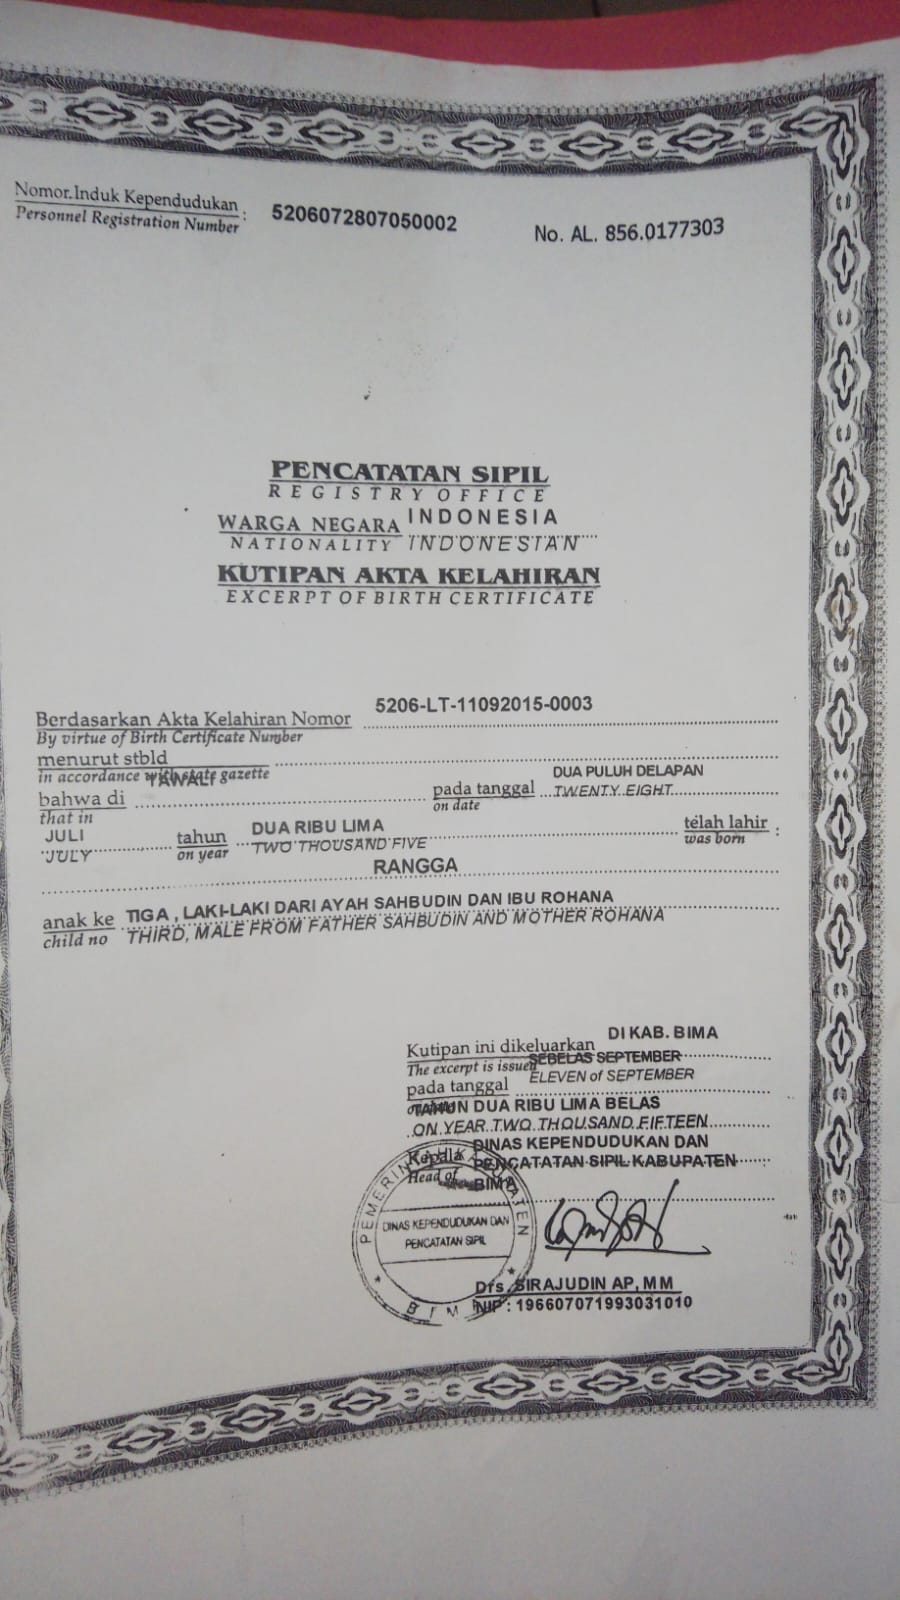 Nomor Induk Kependudukan : 5206072807050002
Personnel Registration Number
No. AL. 856.0177303
PENCATATAN SIPIL
REGISTRY OFFICE
WARGA NEGARA INDONESIA
NATIONALITY INDONESIAN
KUTIPAN AKTA KELAHIRAN
EXCERPT OF BIRTH CERTIFICATE
Berdasarkan Akta Kelahiran Nomor 5206-LT-11092015-0003
By virtue of Birth Certificate Number
menurut stbld
in accordance with state gazette
bahwa di TAWALI pada tanggal DUA PULUH DELAPAN
that in on date TWENTY EIGHT
JULI tahun DUA RIBU LIMA telah lahir :
JULY on year TWO THOUSAND FIVE was born
RANGGA
anak ke TIGA , LAKI-LAKI DARI AYAH SAHBUDIN DAN IBU ROHANA
child no THIRD, MALE FROM FATHER SAHBUDIN AND MOTHER ROHANA
Kutipan ini dikeluarkan DI KAB. BIMA
The excerpt is issued
pada tanggal SEBELAS SEPTEMBER
ELEVEN of SEPTEMBER
TAHUN DUA RIBU LIMA BELAS
ON YEAR TWO THOUSAND FIFTEEN
Kepala DINAS KEPENDUDUKAN DAN
Head of PENCATATAN SIPIL KABUPATEN
BIMA
PEMERINTAH KABUPATEN
DINAS KEPENDUDUKAN DAN
PENCATATAN SIPIL
BIMA
Drs. SIRAJUDIN AP, MM
NIP : 196607071993031010